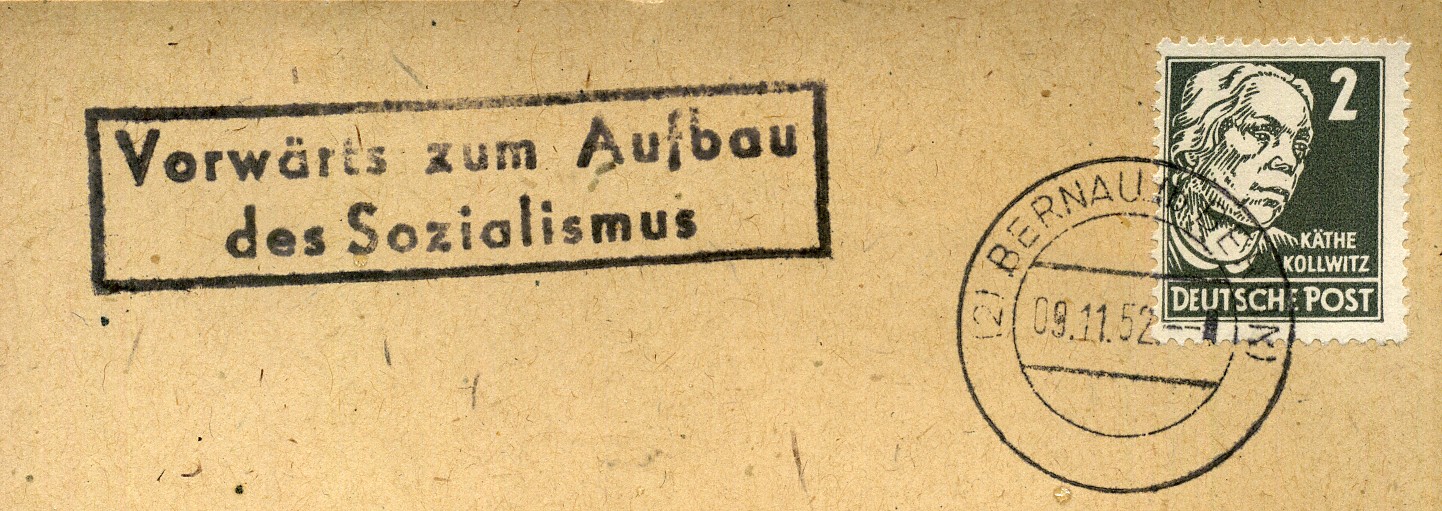 Vorwärts zum Aufbau
des Sozialismus
2
KÄTHE
KOLLWITZ
DEUTSCHE POST
(2) BERNAU
09.11.52